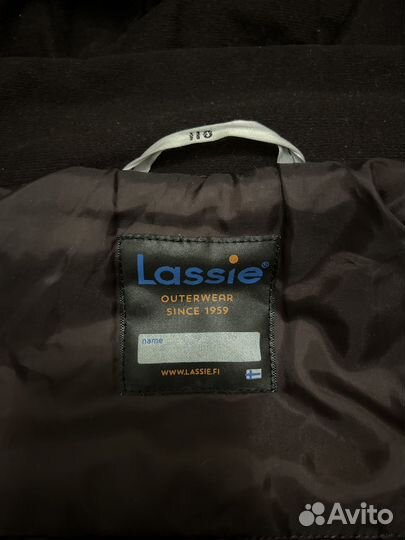 110
Lassie®
OUTERWEAR
SINCE 1959
name
WWW.LASSIE.FI
Avito